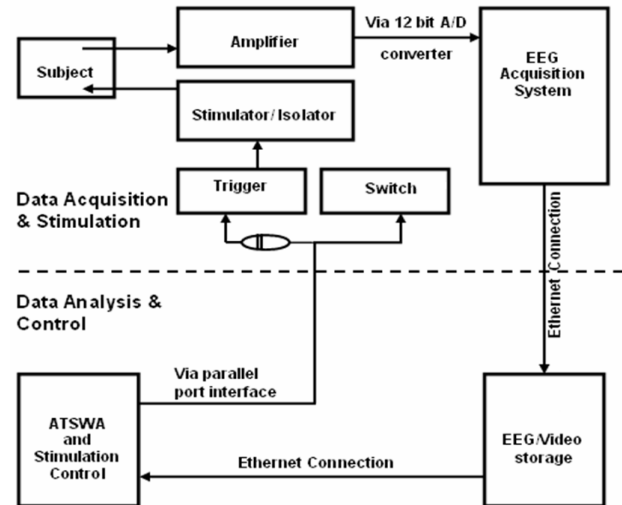 Subject
Amplifier
Via 12 bit A/D
converter
EEG
Acquisition
System
Stimulator/ Isolator
Trigger
Switch
Data Acquisition
& Stimulation
Ethernet Connection
Data Analysis &
Control
Via parallel
port interface
ATSWA
and
Stimulation
Control
Ethernet Connection
EEG/Video
storage